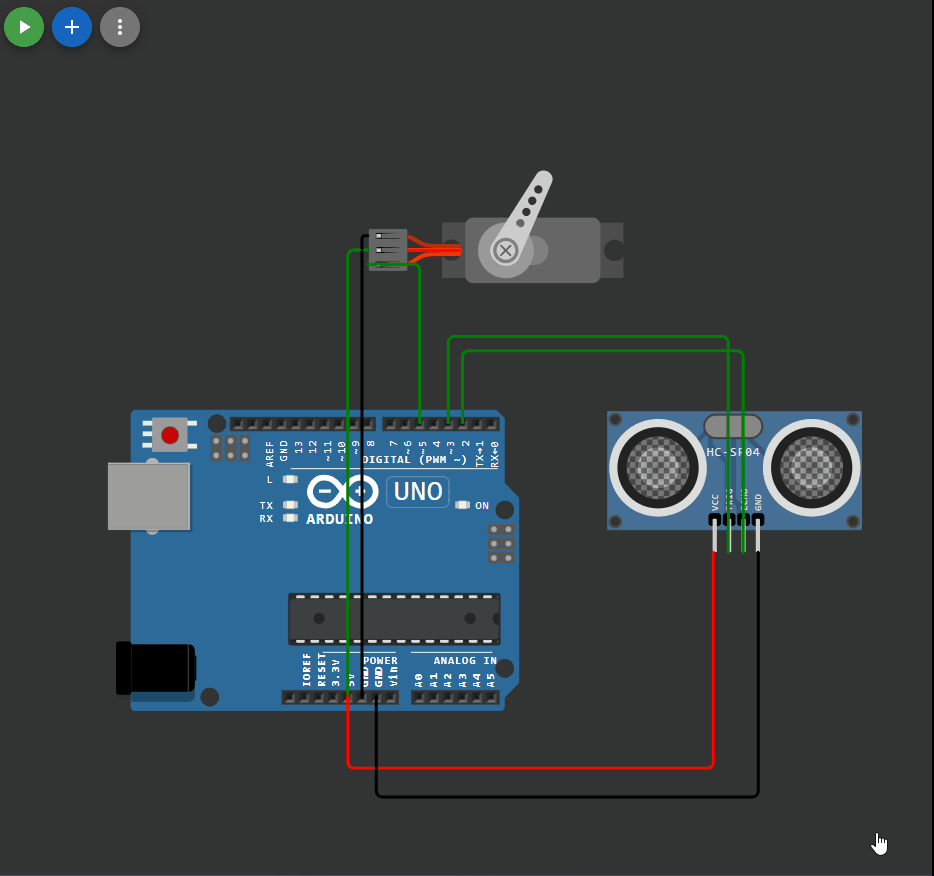 AREF
GND
13
12
~11
~10
~9
8
7
~6
~5
4
~3
2
TX→1
RX←0
DIGITAL (PWM ~)
L
TX
RX
ARDUINO
UNO
ON
HC-SR04
VCC
GND
POWER
ANALOG IN
IOREF
RESET
3.3V
5V
GND
GND
Vin
A0
A1
A2
A3
A4
A5